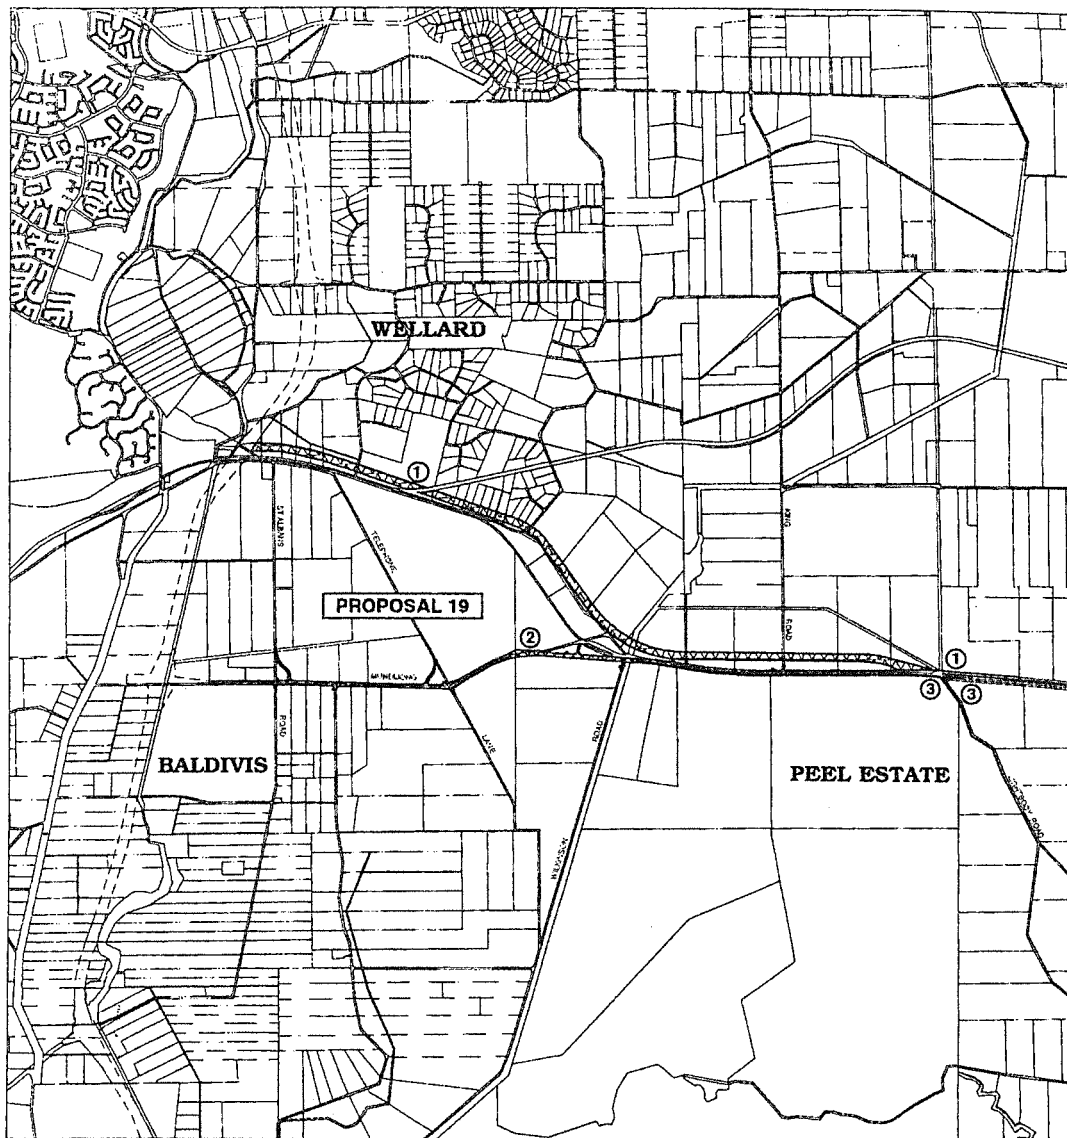 WELLARD
①
ST ALBANS
TELEPHONE
KING
PROPOSAL 19
ROAD
②
①
③
③
ROAD
LANE
ROAD
BALDIVIS
PEEL ESTATE
ROAD
WILKINSON